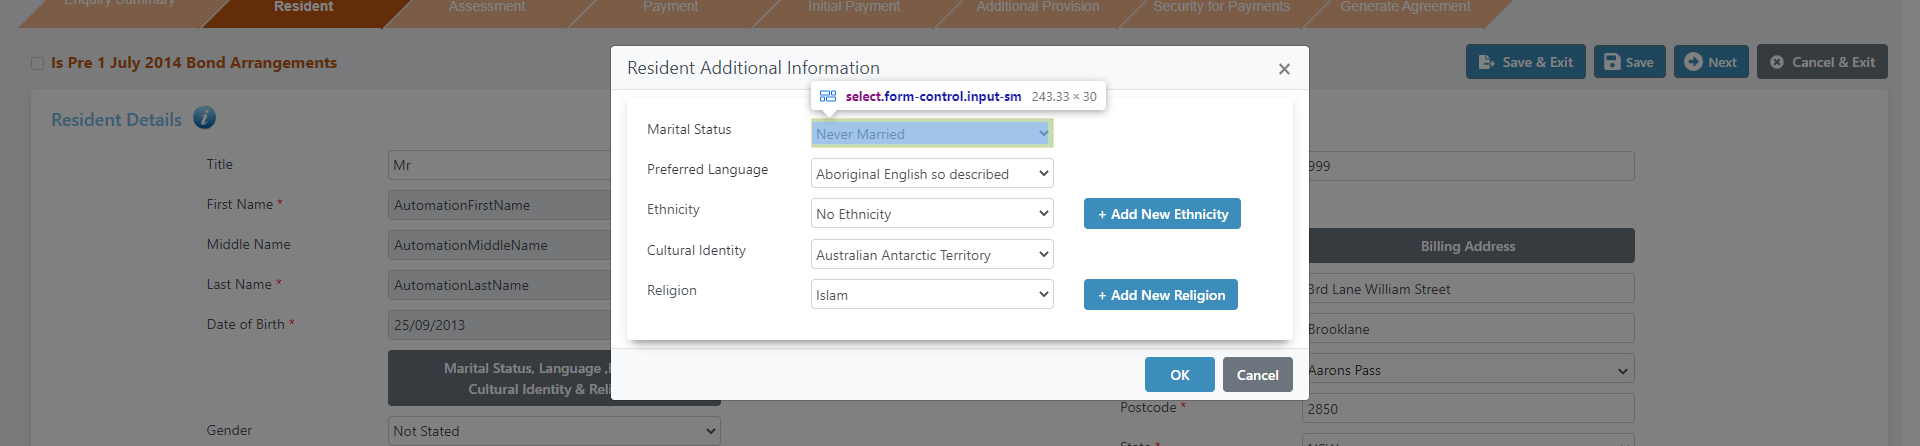 Enquiry Summary
Resident
Assessment
Payment
Initial Payment
Additional Provision
Security for Payments
Generate Agreement
Is Pre 1 July 2014 Bond Arrangements
Save & Exit
Save
Next
Cancel & Exit
Resident Additional Information
×
select.form-control.input-sm 243.33 × 30
Resident Details
Marital Status
Never Married
Preferred Language
Aboriginal English so described
Ethnicity
No Ethnicity
+ Add New Ethnicity
Cultural Identity
Australian Antarctic Territory
Religion
Islam
+ Add New Religion
OK
Cancel
Title
Mr
First Name *
AutomationFirstName
Middle Name
AutomationMiddleName
Last Name *
AutomationLastName
Date of Birth *
25/09/2013
Marital Status, Language ,
Cultural Identity &
Gender
Not Stated
999
Billing Address
3rd Lane William Street
Brooklane
Aarons Pass
Postcode *
2850
State *
NSW